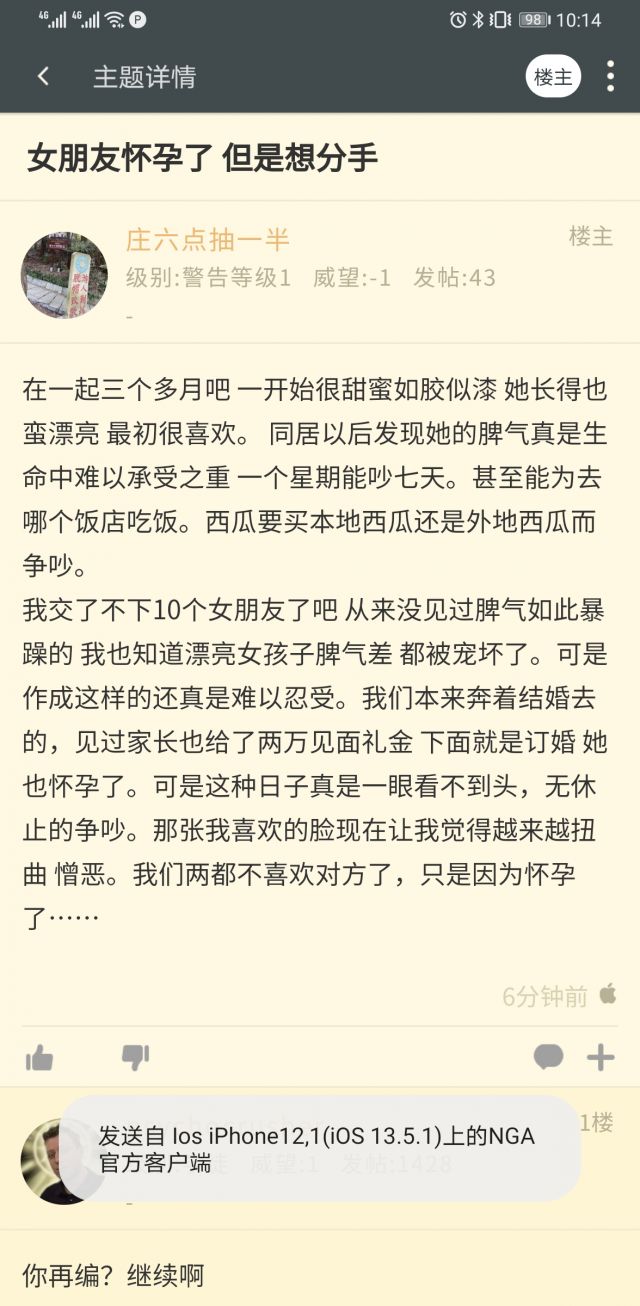 4G 4G P 98 10:14
主题详情 楼主
女朋友怀孕了 但是想分手
庄六点抽一半 楼主
级别:警告等级1 威望:-1 发帖:43
-
在一起三个多月吧 一开始很甜蜜如胶似漆 她长得也
蛮漂亮 最初很喜欢。 同居以后发现她的脾气真是生
命中难以承受之重 一个星期能吵七天。甚至能为去
哪个饭店吃饭。西瓜要买本地西瓜还是外地西瓜而
争吵。
我交了不下10个女朋友了吧 从来没见过脾气如此暴
躁的 我也知道漂亮女孩子脾气差 都被宠坏了。可是
作成这样的还真是难以忍受。我们本来奔着结婚去
的，见过家长也给了两万见面礼金 下面就是订婚 她
也怀孕了。可是这种日子真是一眼看不到头，无休
止的争吵。那张我喜欢的脸现在让我觉得越来越扭
曲 憎恶。我们两都不喜欢对方了，只是因为怀孕
了……
6分钟前
1楼
发送自 Ios iPhone12,1(iOS 13.5.1)上的NGA
官方客户端
威望:1 发帖:1428
-
你再编？继续啊